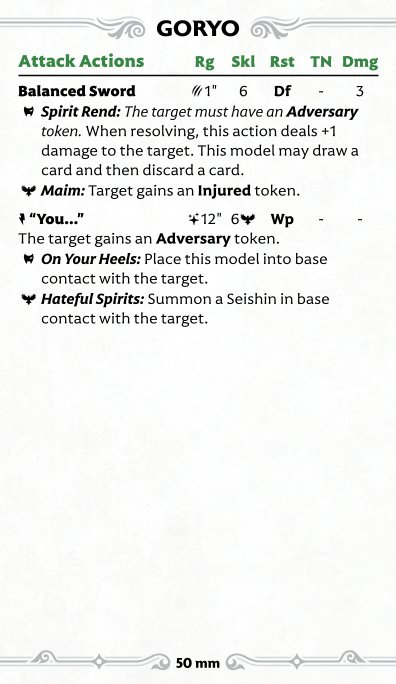 GORYO
Attack Actions Rg Skl Rst TN Dmg
Balanced Sword 1" 6 Df - 3
Spirit Rend: The target must have an Adversary
token. When resolving, this action deals +1
damage to the target. This model may draw a
card and then discard a card.
Maim: Target gains an Injured token.
“You...” 12" 6 Wp - -
The target gains an Adversary token.
On Your Heels: Place this model into base
contact with the target.
Hateful Spirits: Summon a Seishin in base
contact with the target.
50 mm